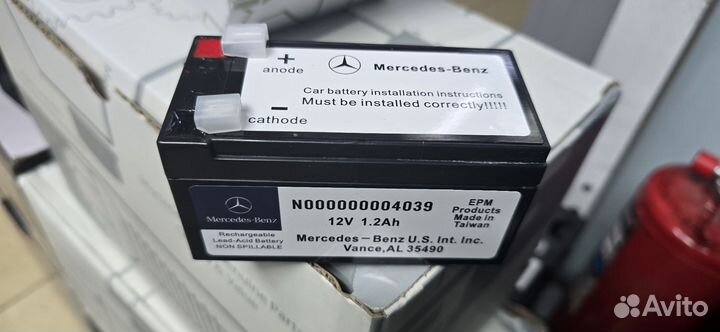 +
anode
Mercedes-Benz
Car battery installation instructions
Must be installed correctly!!!!!
−
cathode
Mercedes-Benz
Rechargeable
Lead-Acid Battery
NON SPILLABLE
N000000004039
12V 1.2Ah
EPM
Products
Made in
Taiwan
Mercedes-Benz U.S. Int. Inc.
Vance,AL 35490
Avito